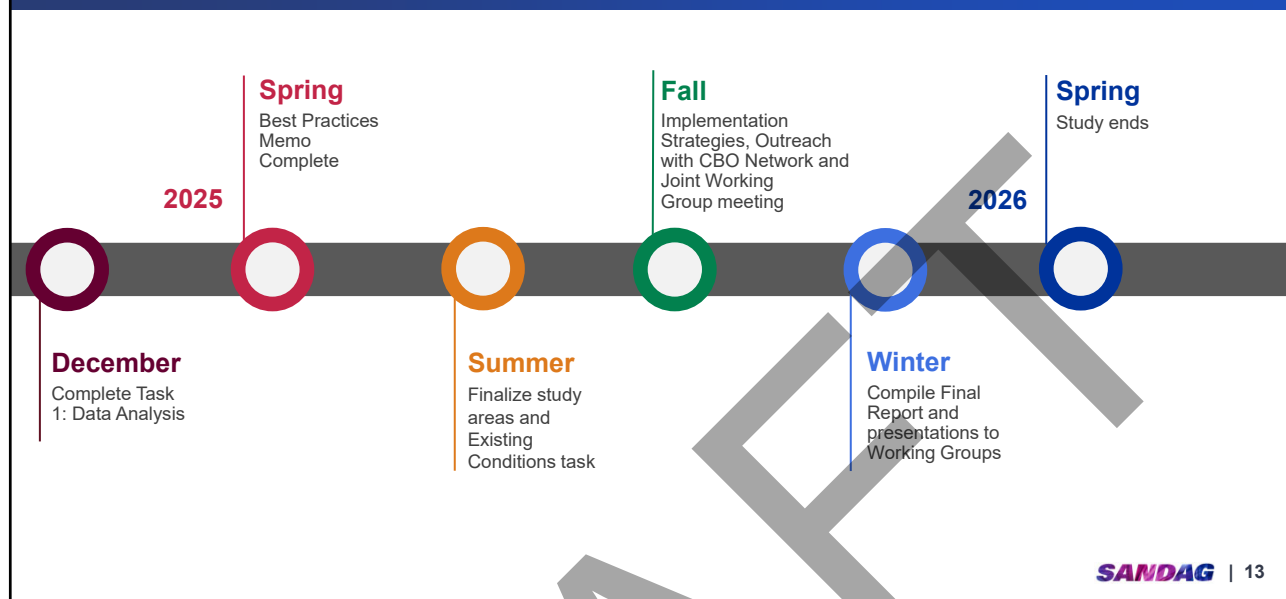 Spring
Best Practices
Memo
Complete
Fall
Implementation
Strategies, Outreach
with CBO Network and
Joint Working
Group meeting
Spring
Study ends
2025
2026
December
Complete Task
1: Data Analysis
Summer
Finalize study
areas and
Existing
Conditions task
Winter
Compile Final
Report and
presentations to
Working Groups
SANDAG | 13